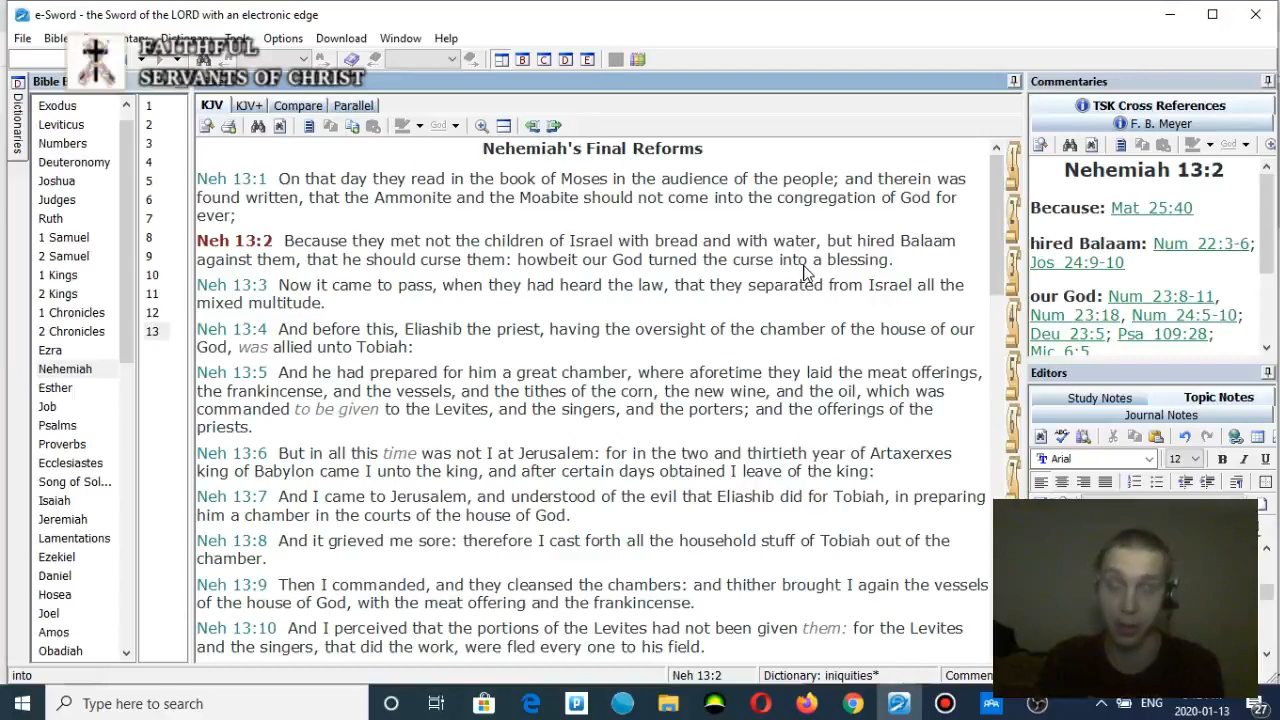 e-Sword - the Sword of the LORD with an electronic edge
File Bible Commentary Dictionary Tools Options Download Window Help
FAITHFUL
SERVANTS OF CHRIST
D B C D E
Dictionaries
Exodus
Leviticus
Numbers
Deuteronomy
Joshua
Judges
Ruth
1 Samuel
2 Samuel
1 Kings
2 Kings
1 Chronicles
2 Chronicles
Ezra
Nehemiah
Esther
Job
Psalms
Proverbs
Ecclesiastes
Song of Sol...
Isaiah
Jeremiah
Lamentations
Ezekiel
Daniel
Hosea
Joel
Amos
Obadiah
1
2
3
4
5
6
7
8
9
10
11
12
13
KJV KJV+ Compare Parallel
God
Nehemiah's Final Reforms
Neh 13:1 On that day they read in the book of Moses in the audience of the people; and therein was
found written, that the Ammonite and the Moabite should not come into the congregation of God for
ever;
Neh 13:2 Because they met not the children of Israel with bread and with water, but hired Balaam
against them, that he should curse them: howbeit our God turned the curse into a blessing.
Neh 13:3 Now it came to pass, when they had heard the law, that they separated from Israel all the
mixed multitude.
Neh 13:4 And before this, Eliashib the priest, having the oversight of the chamber of the house of our
God, was allied unto Tobiah:
Neh 13:5 And he had prepared for him a great chamber, where aforetime they laid the meat offerings,
the frankincense, and the vessels, and the tithes of the corn, the new wine, and the oil, which was
commanded to be given to the Levites, and the singers, and the porters; and the offerings of the
priests.
Neh 13:6 But in all this time was not I at Jerusalem: for in the two and thirtieth year of Artaxerxes
king of Babylon came I unto the king, and after certain days obtained I leave of the king:
Neh 13:7 And I came to Jerusalem, and understood of the evil that Eliashib did for Tobiah, in preparing
him a chamber in the courts of the house of God.
Neh 13:8 And it grieved me sore: therefore I cast forth all the household stuff of Tobiah out of the
chamber.
Neh 13:9 Then I commanded, and they cleansed the chambers: and thither brought I again the vessels
of the house of God, with the meat offering and the frankincense.
Neh 13:10 And I perceived that the portions of the Levites had not been given them: for the Levites
and the singers, that did the work, were fled every one to his field.
1
2
3
4
5
6
7
Commentaries
TSK Cross References
F. B. Meyer
God
Nehemiah 13:2
Because: Mat 25:40
hired Balaam: Num 22:3-6;
Jos 24:9-10
our God: Num 23:8-11,
Num 23:18, Num 24:5-10;
Deu 23:5; Psa 109:28;
Mic 6:5
Editors
Study Notes Topic Notes
Journal Notes
Arial 12 B I U
into Neh 13:2 Dictionary: iniquities*
Type here to search
ENG
2020-01-13
27